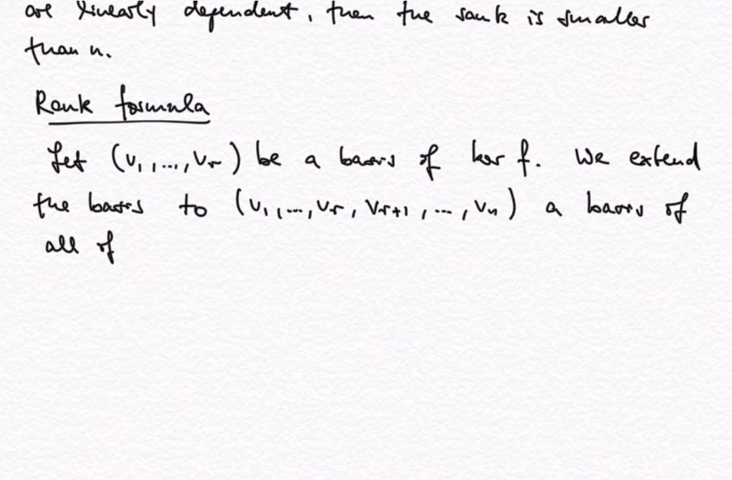 are linearly dependent, then the rank is smaller
than n.
Rank formula
Let (v₁,...,vᵣ) be a basis of ker f. We extend
the basis to (v₁,...,vᵣ, vᵣ₊₁, ..., vₙ) a basis of
all of